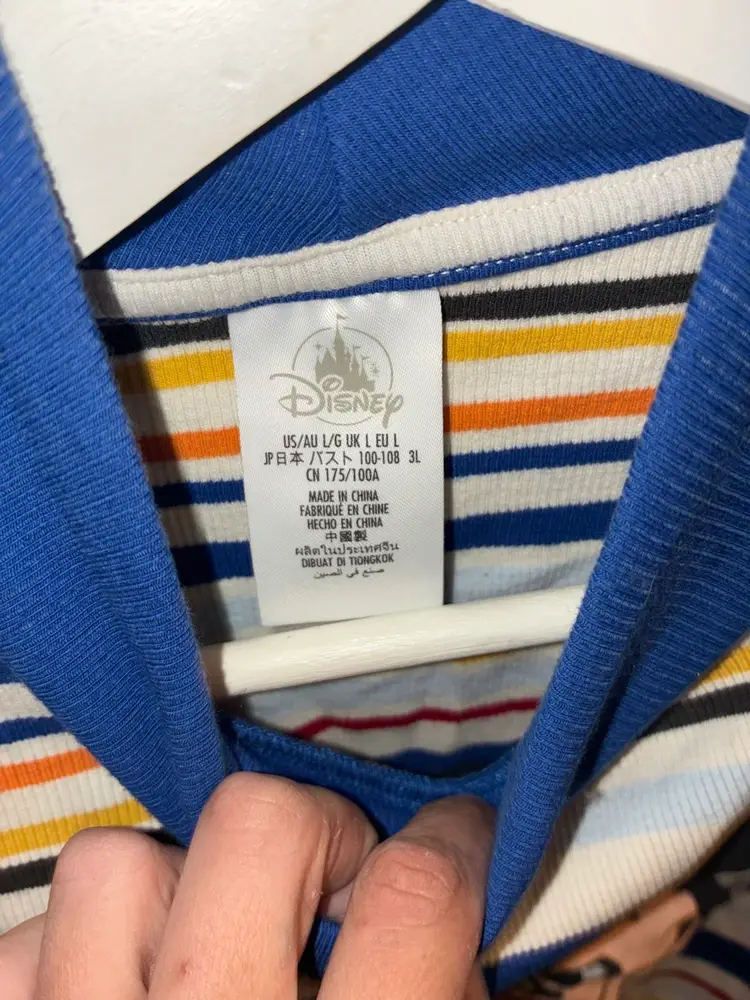 Disney
US/AU L/G UK L EU L
JP日本 バスト 100-108 3L
CN 175/100A
MADE IN CHINA
FABRIQUÉ EN CHINE
HECHO EN CHINA
中國製
ผลิตในประเทศจีน
DIBUAT DI TIONGKOK
صنع في الصين